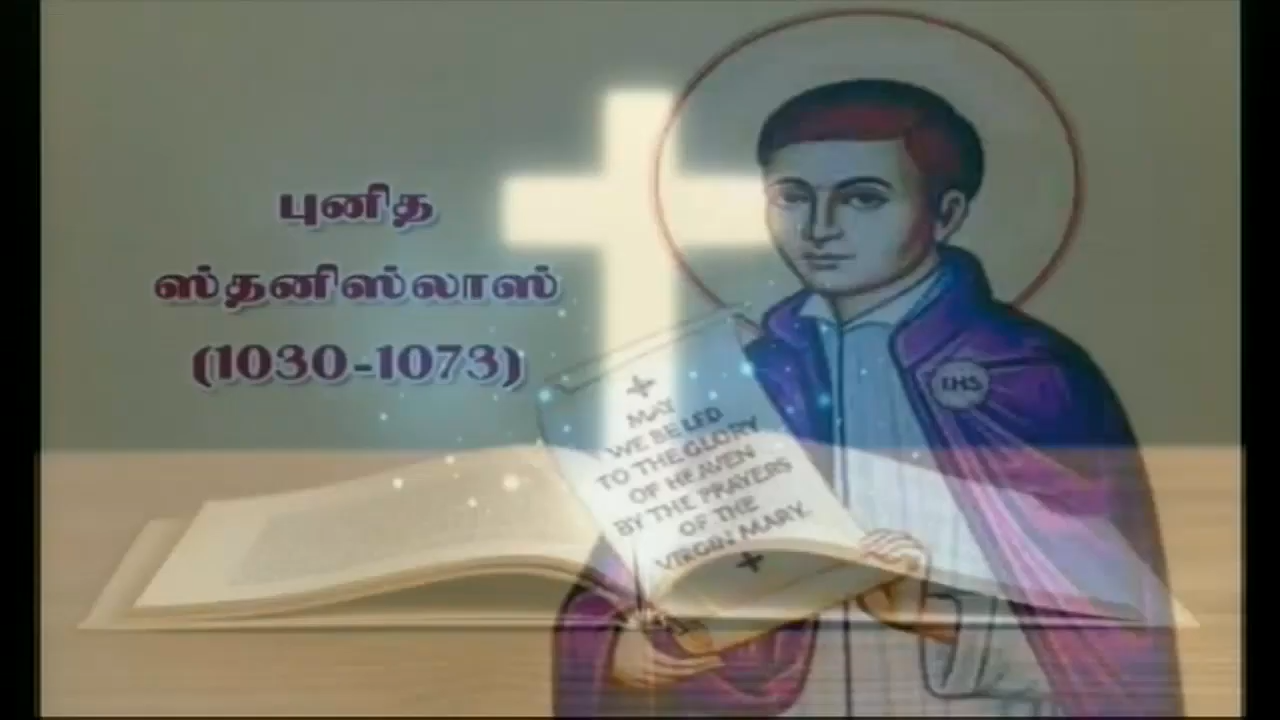 புனித
ஸ்தனிஸ்லாஸ்
(1030-1073)
IHS
MAY
WE BE LED
TO THE GLORY
OF HEAVEN
BY THE PRAYERS
OF THE
VIRGIN MARY.